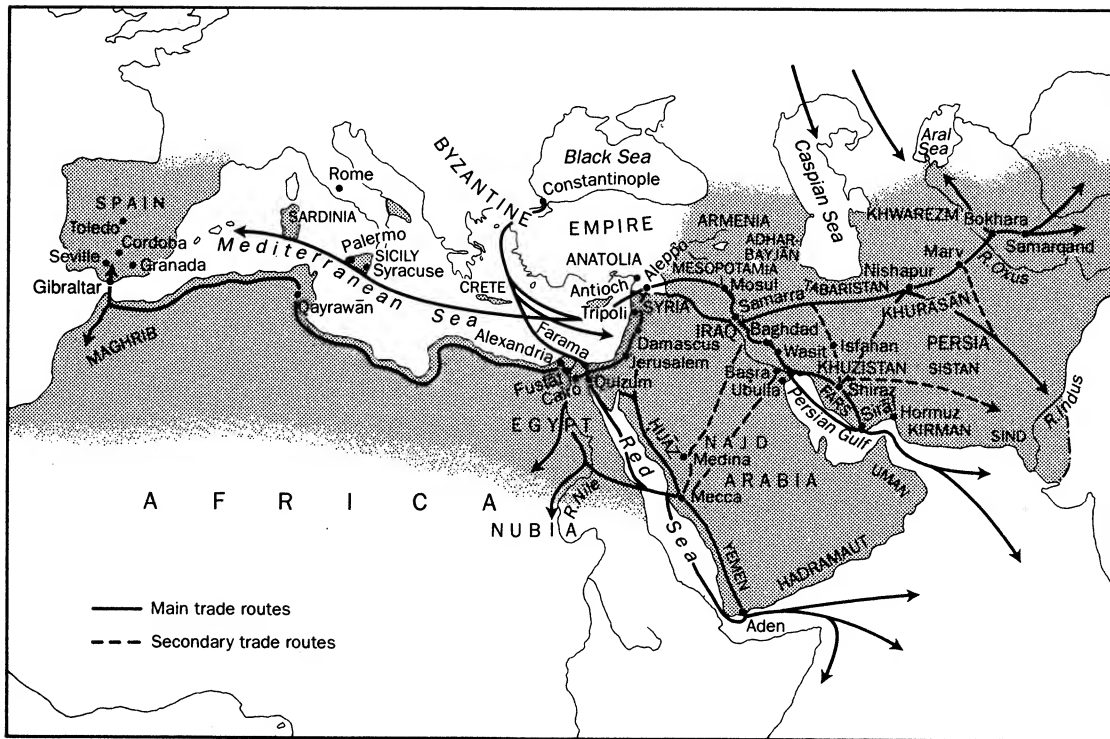 Rome
SPAIN
Toledo
Cordoba
Seville
Granada
Gibraltar
MAGHRIB
SARDINIA
Palermo
SICILY
Syracuse
Mediterranean Sea
Qayrawān
BYZANTINE EMPIRE
Black Sea
Constantinople
ANATOLIA
CRETE
Antioch
Aleppo
Tripoli
SYRIA
Farama
Alexandria
Fustat
Cairo
Qulzum
Damascus
Jerusalem
EGYPT
R. Nile
NUBIA
AFRICA
Red Sea
HIJAZ
NAJD
Medina
ARABIA
Mecca
YEMEN
HADRAMAUT
Aden
UMAN
ARMENIA
ADHAR-
BAYJAN
MESOPOTAMIA
Mosul
Samarra
TABARISTAN
IRAQ
Baghdad
Wasit
Baṣra
Ubulla
Isfahan
KHUZISTAN
FARS
Shiraz
Siraf
Persian Gulf
Hormuz
KIRMAN
Caspian Sea
Aral
Sea
KHWAREZM
Bokhara
Samarqand
R. Oxus
Marv
Nishapur
KHURĀSĀN
PERSIA
SISTAN
SIND
R. Indus
Main trade routes
Secondary trade routes